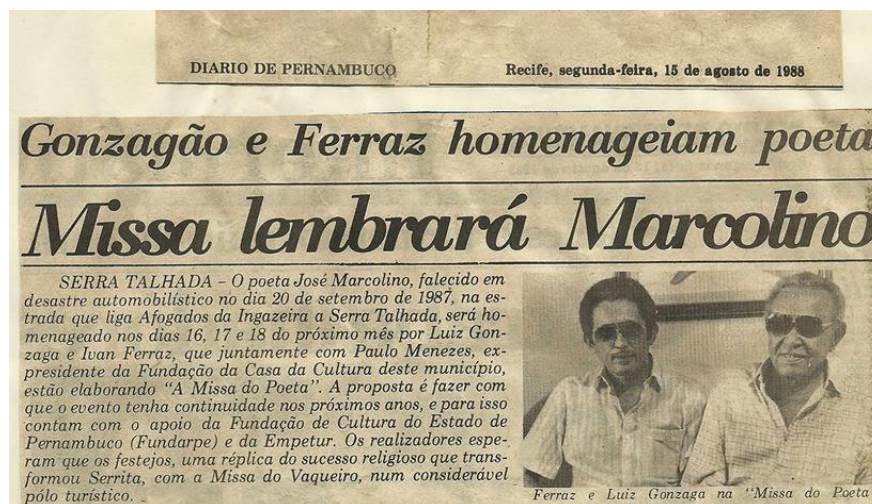 DIARIO DE PERNAMBUCO
Recife, segunda-feira, 15 de agosto de 1988
Gonzagão e Ferraz homenageiam poeta
Missa lembrará Marcolino
SERRA TALHADA – O poeta José Marcolino, falecido em
desastre automobilístico no dia 20 de setembro de 1987, na es-
trada que liga Afogados da Ingazeira a Serra Talhada, será ho-
menageado nos dias 16, 17 e 18 do próximo mês por Luiz Gon-
zaga e Ivan Ferraz, que juntamente com Paulo Menezes, ex-
presidente da Fundação da Casa da Cultura deste município,
estão elaborando "A Missa do Poeta". A proposta é fazer com
que o evento tenha continuidade nos próximos anos, e para isso
contam com o apoio da Fundação de Cultura do Estado de
Pernambuco (Fundarpe) e da Empetur. Os realizadores espe-
ram que os festejos, uma réplica do sucesso religioso que trans-
formou Serrita, com a Missa do Vaqueiro, num considerável
pólo turístico.
Ferraz e Luiz Gonzaga na "Missa do Poeta